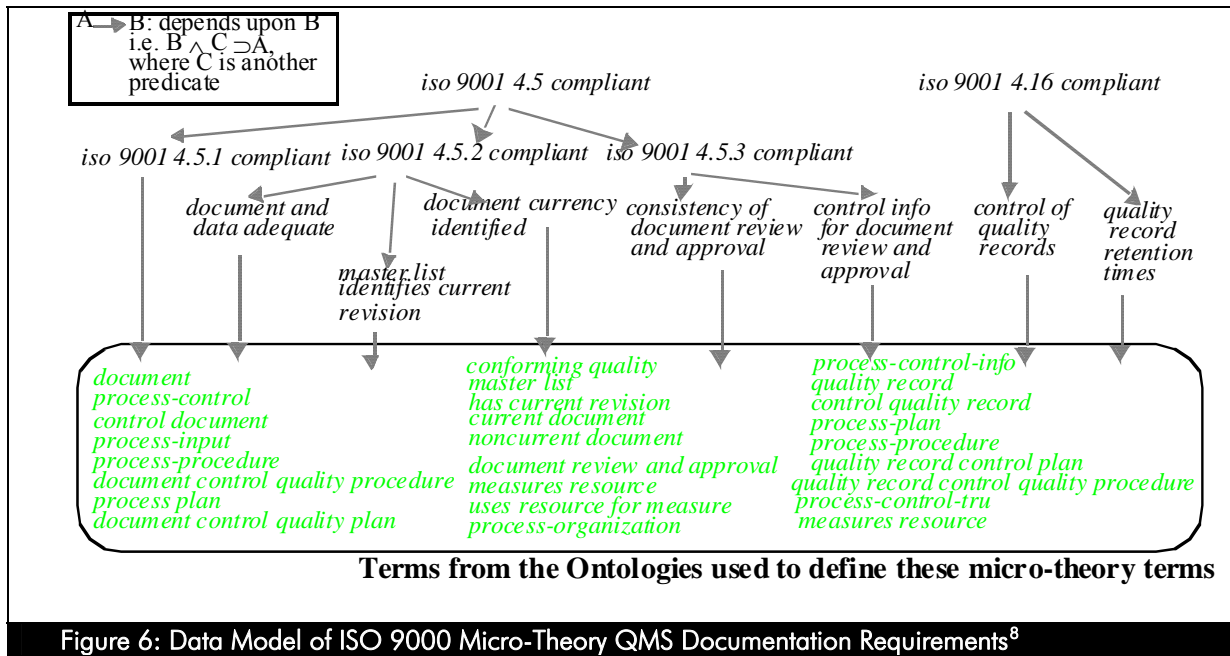 A → B: depends upon B
i.e. B ∧ C ⊃ A,
where C is another
predicate
iso 9001 4.5 compliant
iso 9001 4.16 compliant
iso 9001 4.5.1 compliant
iso 9001 4.5.2 compliant
iso 9001 4.5.3 compliant
document and
data adequate
document currency
identified
consistency of
document review
and approval
control info
for document
review and
approval
control of
quality
records
quality
record
retention
times
master list
identifies current
revision
document
process-control
control document
process-input
process-procedure
document control quality procedure
process plan
document control quality plan
conforming quality
master list
has current revision
current document
noncurrent document
document review and approval
measures resource
uses resource for measure
process-organization
process-control-info
quality record
control quality record
process-plan
process-procedure
quality record control plan
quality record control quality procedure
process-control-tru
measures resource
Terms from the Ontologies used to define these micro-theory terms
Figure 6: Data Model of ISO 9000 Micro-Theory QMS Documentation Requirements8